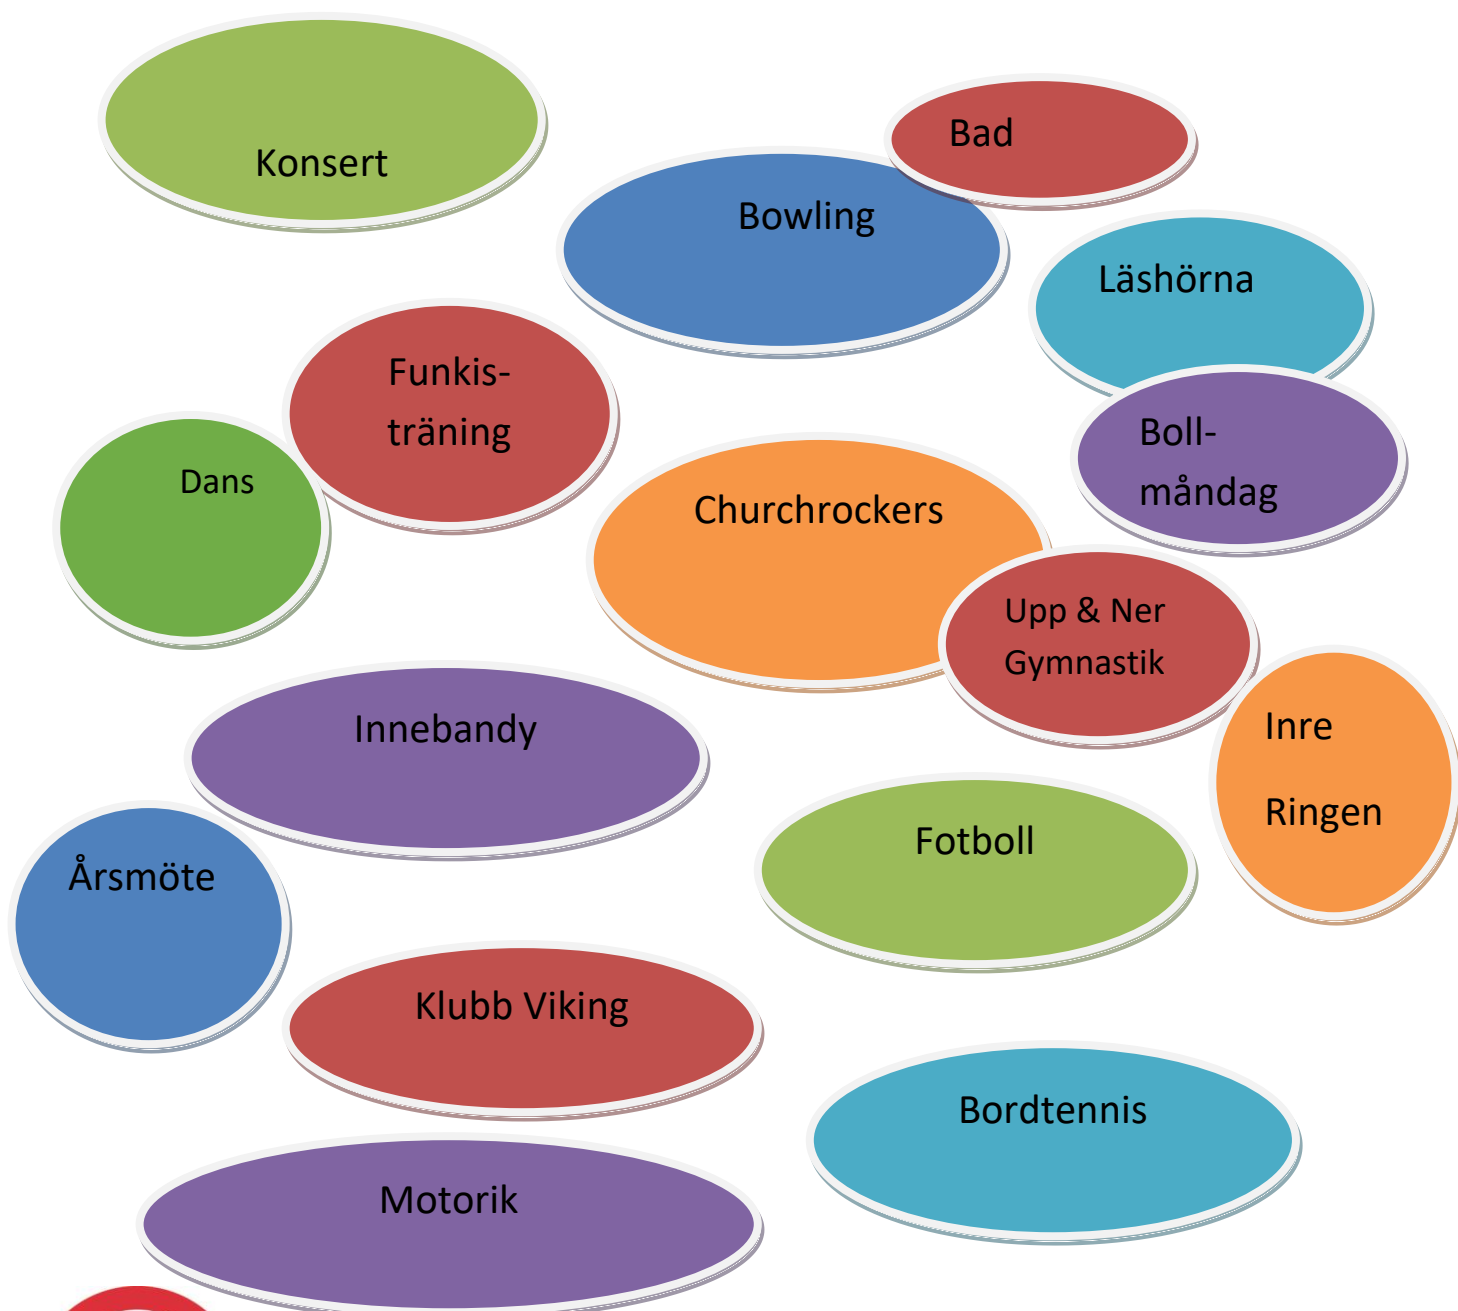 Konsert
Bad
Bowling
Läshörna
Funkis-
träning
Boll-
måndag
Dans
Churchrockers
Upp & Ner
Gymnastik
Innebandy
Inre
Ringen
Fotboll
Årsmöte
Klubb Viking
Bordtennis
Motorik